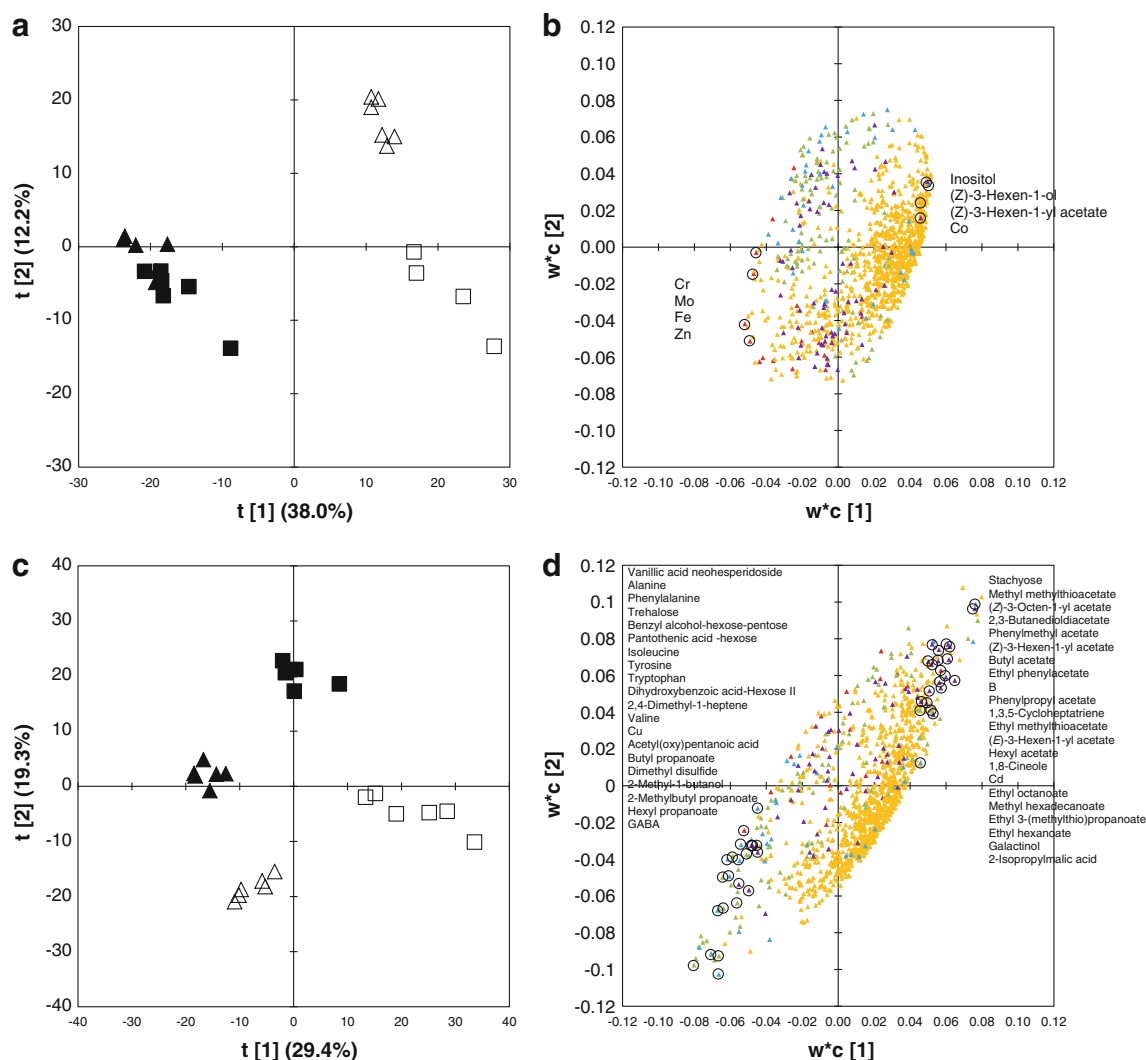 a
30
20
10
0
-10
-20
-30
-30
-20
-10
0
10
20
30
t [2] (12.2%)
t [1] (38.0%)
b
0.12
0.10
0.08
0.06
0.04
0.02
0.00
-0.02
-0.04
-0.06
-0.08
-0.10
-0.12
-0.12
-0.10
-0.08
-0.06
-0.04
-0.02
0.00
0.02
0.04
0.06
0.08
0.10
0.12
w*c [2]
w*c [1]
Inositol
(Z)-3-Hexen-1-ol
(Z)-3-Hexen-1-yl acetate
Co
Cr
Mo
Fe
Zn
c
40
30
20
10
0
-10
-20
-30
-40
-40
-30
-20
-10
0
10
20
30
40
t [2] (19.3%)
t [1] (29.4%)
d
0.12
0.1
0.08
0.06
0.04
0.02
0
-0.02
-0.04
-0.06
-0.08
-0.1
-0.12
-0.12
-0.10
-0.08
-0.06
-0.04
-0.02
0.00
0.02
0.04
0.06
0.08
0.10
0.12
w*c [2]
w*c [1]
Vanillic acid neohesperidoside
Alanine
Phenylalanine
Trehalose
Benzyl alcohol-hexose-pentose
Pantothenic acid -hexose
Isoleucine
Tyrosine
Tryptophan
Dihydroxybenzoic acid-Hexose II
2,4-Dimethyl-1-heptene
Valine
Cu
Acetyl(oxy)pentanoic acid
Butyl propanoate
Dimethyl disulfide
2-Methyl-1-butanol
2-Methylbutyl propanoate
Hexyl propanoate
GABA
Stachyose
Methyl methylthioacetate
(Z)-3-Octen-1-yl acetate
2,3-Butanedioldiacetate
Phenylmethyl acetate
(Z)-3-Hexen-1-yl acetate
Butyl acetate
Ethyl phenylacetate
B
Phenylpropyl acetate
1,3,5-Cycloheptatriene
Ethyl methylthioacetate
(E)-3-Hexen-1-yl acetate
Hexyl acetate
1,8-Cineole
Cd
Ethyl octanoate
Methyl hexadecanoate
Ethyl 3-(methylthio)propanoate
Ethyl hexanoate
Galactinol
2-Isopropylmalic acid